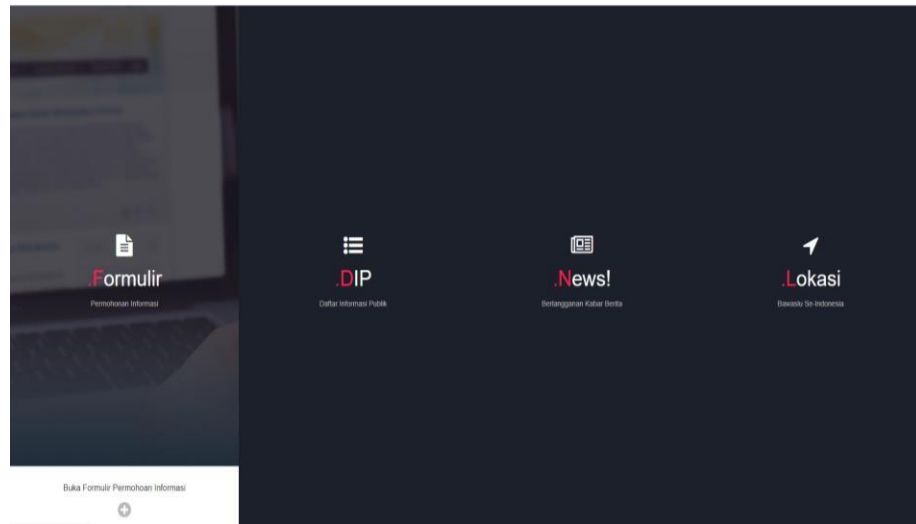 .Formulir
Permohonan Informasi
.DIP
Daftar Informasi Publik
.News!
Berlangganan Kabar Berita
.Lokasi
Bawaslu Se-Indonesia
Buka Formulir Permohoan Informasi